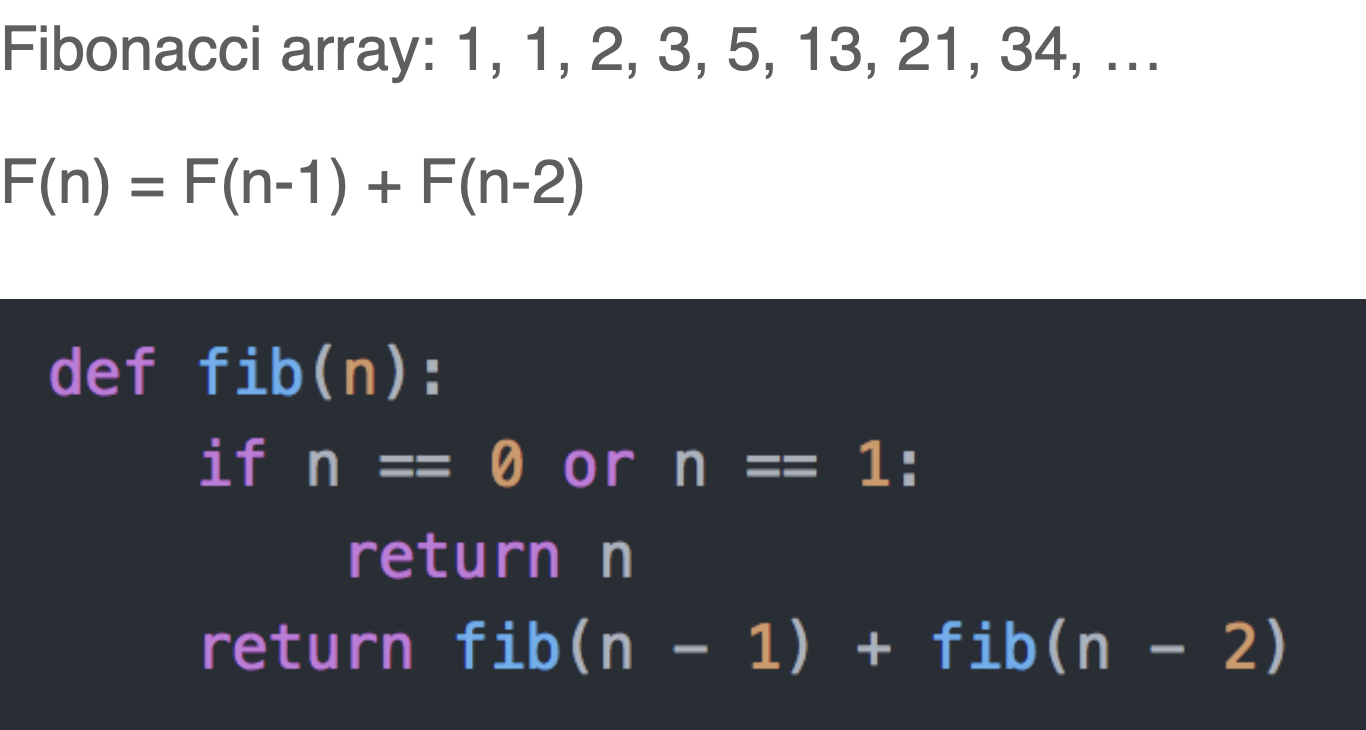 Fibonacci array: 1, 1, 2, 3, 5, 13, 21, 34, …
F(n) = F(n-1) + F(n-2)
def fib(n):
    if n == 0 or n == 1:
        return n
    return fib(n - 1) + fib(n - 2)